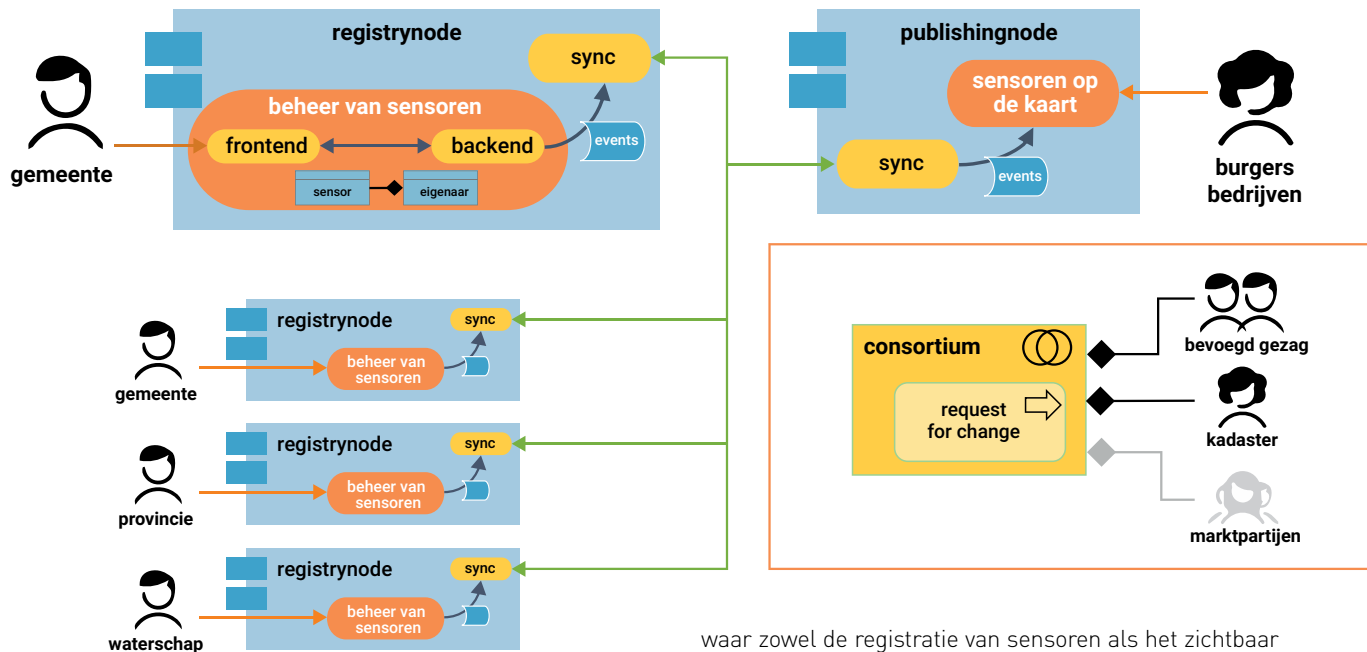 registrynode
sync
beheer van sensoren
frontend
backend
events
sensor
eigenaar
gemeente
publishingnode
sensoren op
de kaart
sync
events
burgers
bedrijven
registrynode
sync
beheer van
sensoren
gemeente
registrynode
sync
beheer van
sensoren
provincie
registrynode
sync
beheer van
sensoren
waterschap
consortium
request
for change
bevoegd gezag
kadaster
marktpartijen
waar zowel de registratie van sensoren als het zichtbaar